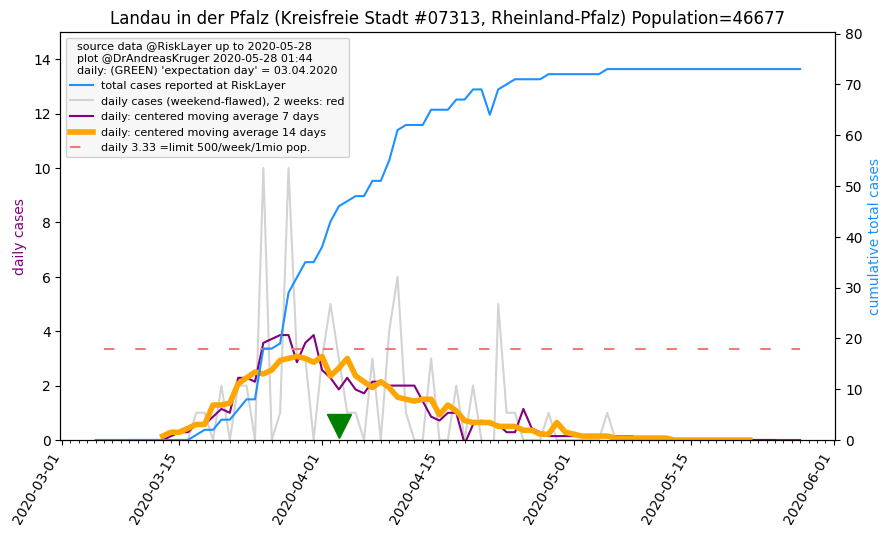 Landau in der Pfalz (Kreisfreie Stadt #07313, Rheinland-Pfalz) Population=46677
source data @RiskLayer up to 2020-05-28
plot @DrAndreasKruger 2020-05-28 01:44
daily: (GREEN) 'expectation day' = 03.04.2020
total cases reported at RiskLayer
daily cases (weekend-flawed), 2 weeks: red
daily: centered moving average 7 days
daily: centered moving average 14 days
daily 3.33 =limit 500/week/1mio pop.
daily cases
14
12
10
8
6
4
2
0
80
70
60
50
40
30
20
10
0
cumulative total cases
2020-03-01
2020-03-15
2020-04-01
2020-04-15
2020-05-01
2020-05-15
2020-06-01